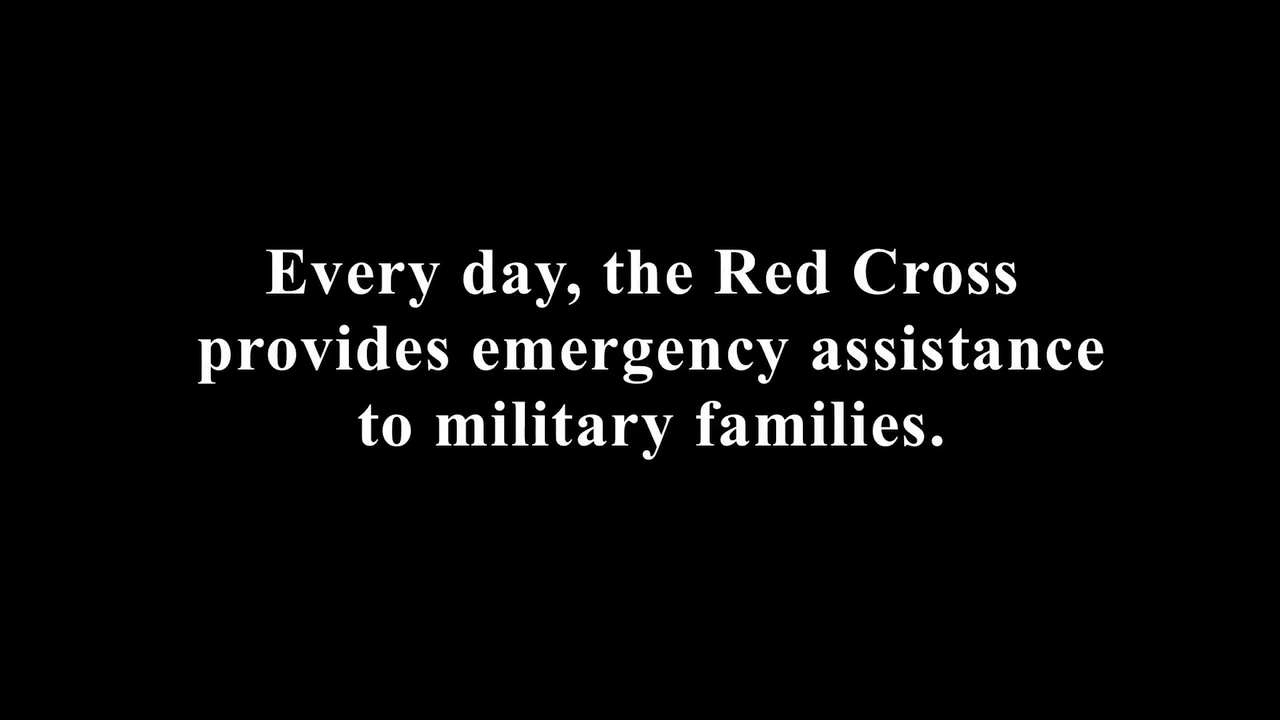 Every day, the Red Cross
provides emergency assistance
to military families.